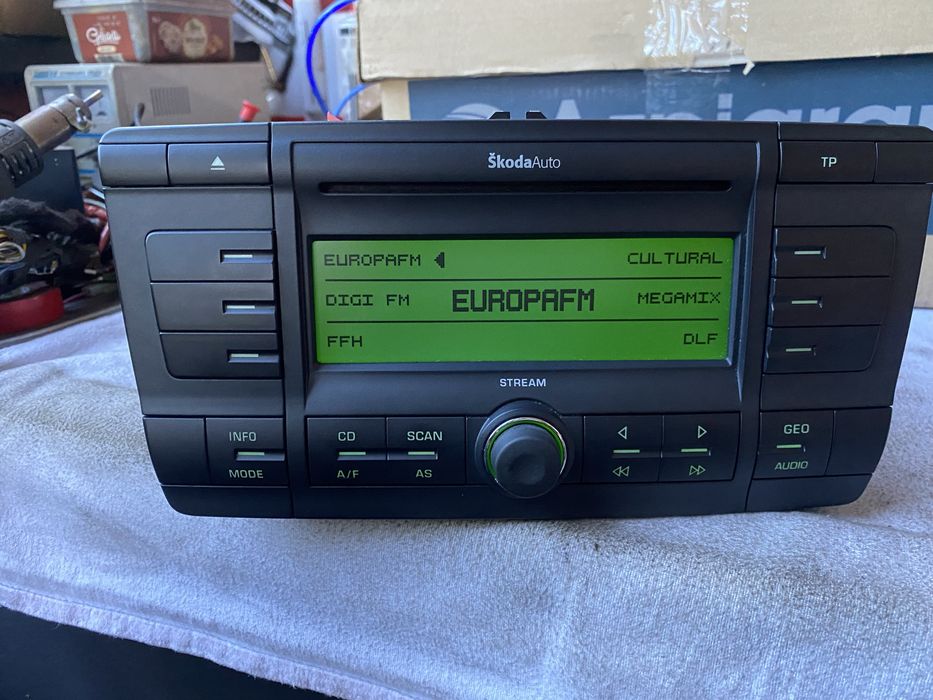 ŠkodaAuto
TP
EUROPAFM
CULTURAL
DIGI FM
EUROPAFM
MEGAMIX
FFH
DLF
STREAM
INFO
CD
SCAN
GEO
MODE
A/F
AS
AUDIO